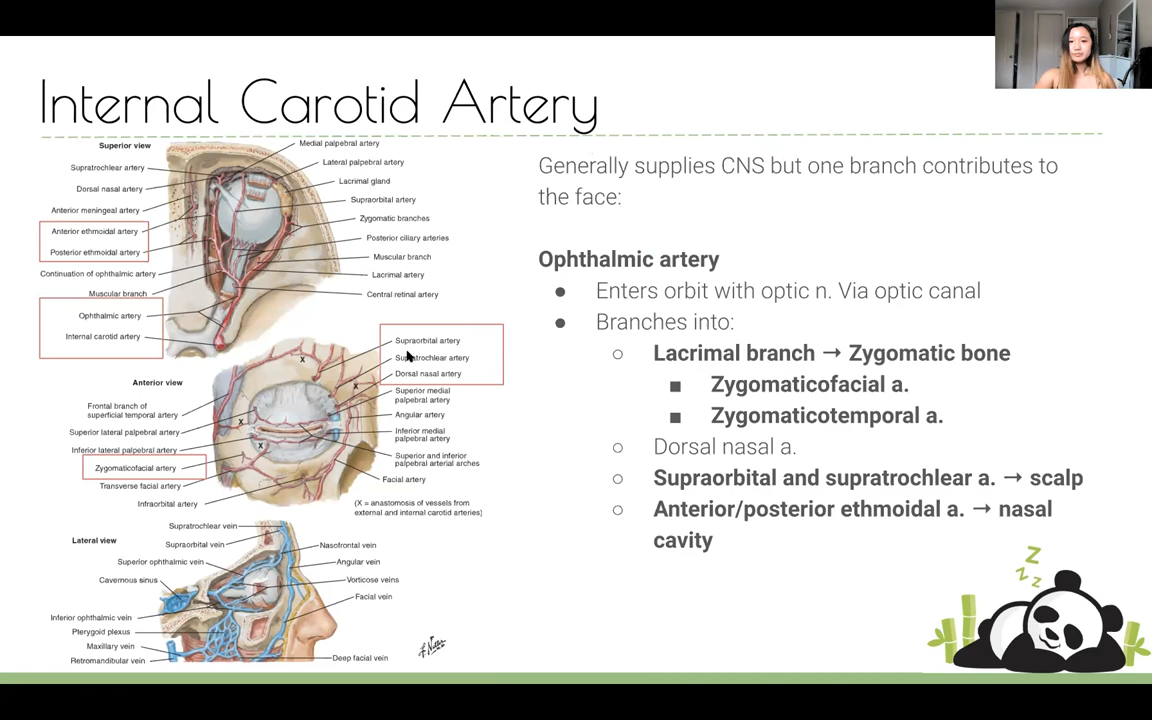 Internal Carotid Artery
Superior view
Supratrochlear artery
Dorsal nasal artery
Anterior meningeal artery
Anterior ethmoidal artery
Posterior ethmoidal artery
Continuation of ophthalmic artery
Muscular branch
Ophthalmic artery
Internal carotid artery
Medial palpebral artery
Lateral palpebral artery
Lacrimal gland
Supraorbital artery
Zygomatic branches
Posterior ciliary arteries
Muscular branch
Lacrimal artery
Central retinal artery
Anterior view
Frontal branch of
superficial temporal artery
Superior lateral palpebral artery
Inferior lateral palpebral artery
Zygomaticofacial artery
Transverse facial artery
Infraorbital artery
X
X
X
X
Supraorbital artery
Supratrochlear artery
Dorsal nasal artery
Superior medial
palpebral artery
Angular artery
Inferior medial
palpebral artery
Superior and inferior
palpebral arterial arches
Facial artery
(X = anastomosis of vessels from
external and internal carotid arteries)
Lateral view
Supratrochlear vein
Supraorbital vein
Superior ophthalmic vein
Cavernous sinus
Inferior ophthalmic vein
Pterygoid plexus
Maxillary vein
Retromandibular vein
Nasofrontal vein
Angular vein
Vorticose veins
Facial vein
Deep facial vein
F. Netter
Generally supplies CNS but one branch contributes to
the face:
Ophthalmic artery
● Enters orbit with optic n. Via optic canal
● Branches into:
○ Lacrimal branch → Zygomatic bone
■ Zygomaticofacial a.
■ Zygomaticotemporal a.
○ Dorsal nasal a.
○ Supraorbital and supratrochlear a. → scalp
○ Anterior/posterior ethmoidal a. → nasal
cavity
Z
Z
Z